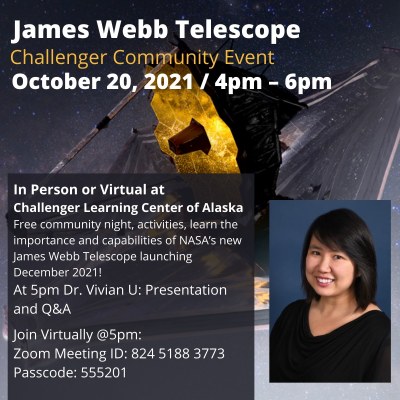 James Webb Telescope
Challenger Community Event
October 20, 2021 / 4pm – 6pm
In Person or Virtual at
Challenger Learning Center of Alaska
Free community night, activities, learn the
importance and capabilities of NASA's new
James Webb Telescope launching
December 2021!
At 5pm Dr. Vivian U: Presentation
and Q&A
Join Virtually @5pm:
Zoom Meeting ID: 824 5188 3773
Passcode: 555201